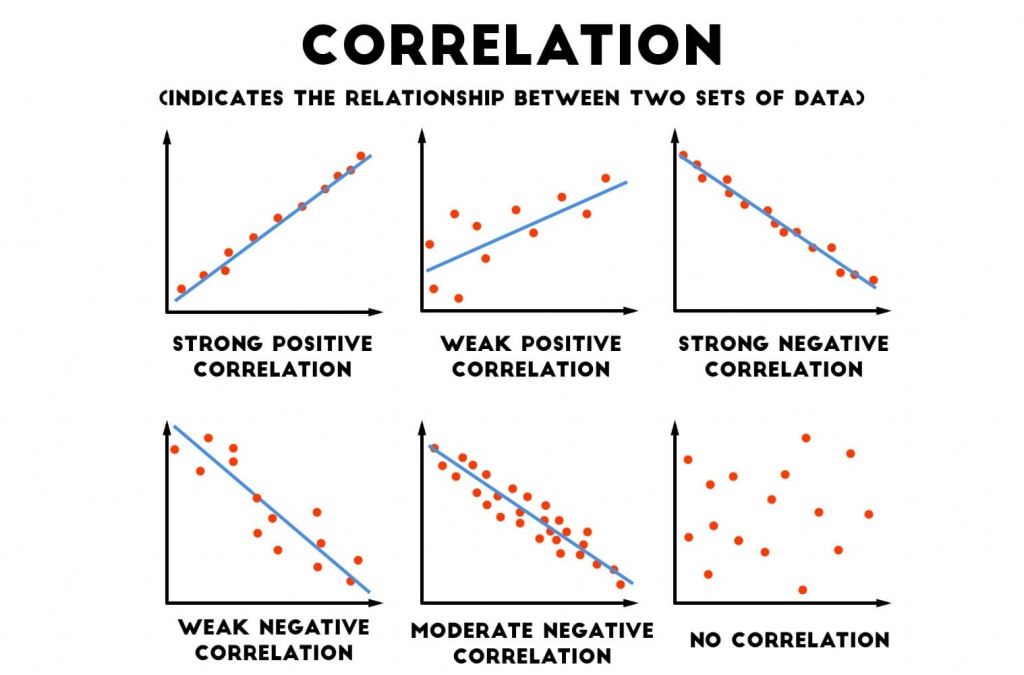 CORRELATION
(INDICATES THE RELATIONSHIP BETWEEN TWO SETS OF DATA)
STRONG POSITIVE
CORRELATION
WEAK POSITIVE
CORRELATION
STRONG NEGATIVE
CORRELATION
WEAK NEGATIVE
CORRELATION
MODERATE NEGATIVE
CORRELATION
NO CORRELATION